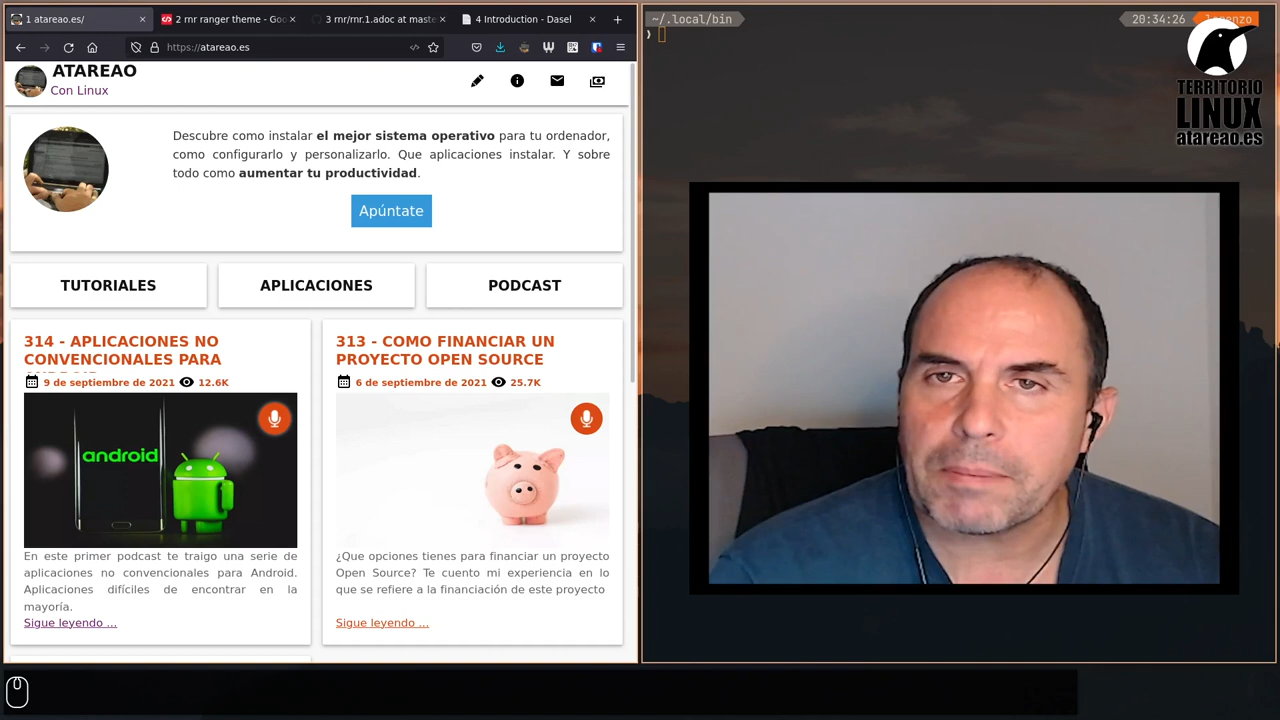 1 atareao.es/
2 rnr ranger theme - Goo
3 rnr/rnr.1.adoc at maste
4 Introduction - Dasel
https://atareao.es
ATAREAO
Con Linux
Descubre como instalar el mejor sistema operativo para tu ordenador,
como configurarlo y personalizarlo. Que aplicaciones instalar. Y sobre
todo como aumentar tu productividad.
Apúntate
TUTORIALES
APLICACIONES
PODCAST
314 - APLICACIONES NO
CONVENCIONALES PARA
9 de septiembre de 2021 12.6K
android
En este primer podcast te traigo una serie de
aplicaciones no convencionales para Android.
Aplicaciones difíciles de encontrar en la
mayoría.
Sigue leyendo ...
313 - COMO FINANCIAR UN
PROYECTO OPEN SOURCE
6 de septiembre de 2021 25.7K
¿Que opciones tienes para financiar un proyecto
Open Source? Te cuento mi experiencia en lo
que se refiere a la financiación de este proyecto
Sigue leyendo ...
~/.local/bin
20:34:26
lorenzo
TERRITORIO
LINUX
atareao.es